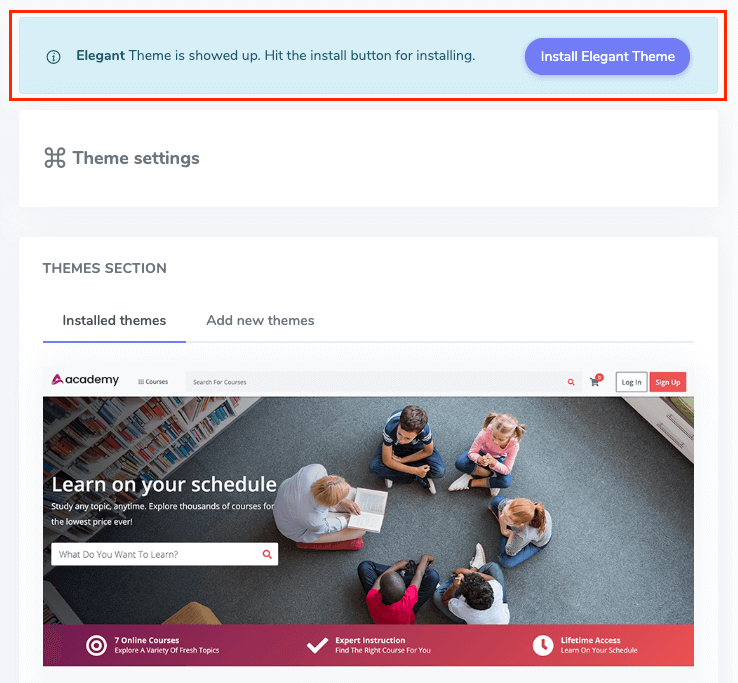 Elegant Theme is showed up. Hit the install button for installing.
Install Elegant Theme
Theme settings
THEMES SECTION
Installed themes
Add new themes
academy
Courses
Search For Courses
0
Log In
Sign Up
Learn on your schedule
Study any topic, anytime. Explore thousands of courses for
the lowest price ever!
What Do You Want To Learn?
7 Online Courses
Explore A Variety Of Fresh Topics
Expert Instruction
Find The Right Course For You
Lifetime Access
Learn On Your Schedule